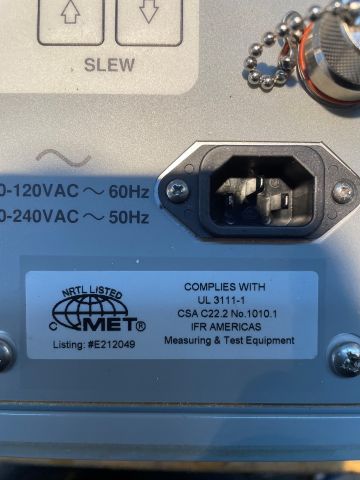 SLEW
0-120VAC ~ 60Hz
0-240VAC ~ 50Hz
NRTL LISTED
C MET®
Listing: #E212049
COMPLIES WITH
UL 3111-1
CSA C22.2 No.1010.1
IFR AMERICAS
Measuring & Test Equipment